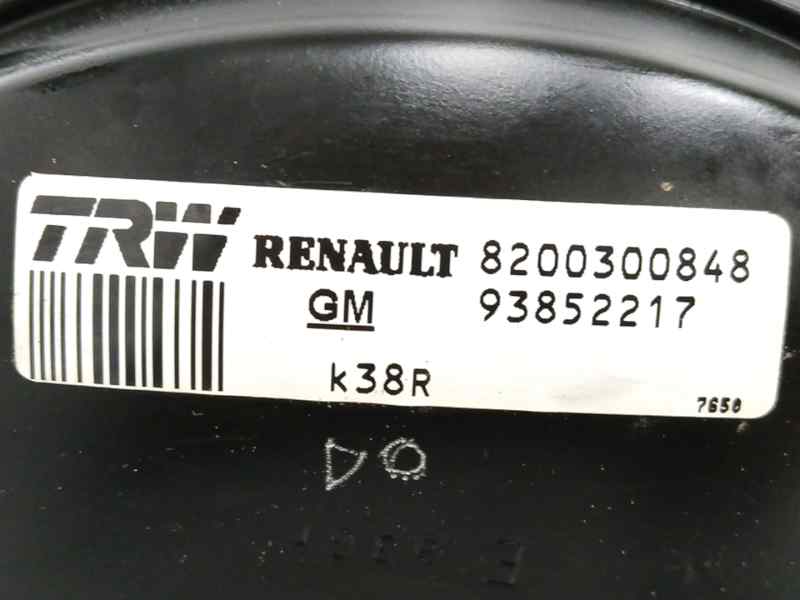 TRW RENAULT 8200300848
GM 93852217
k38R
7650